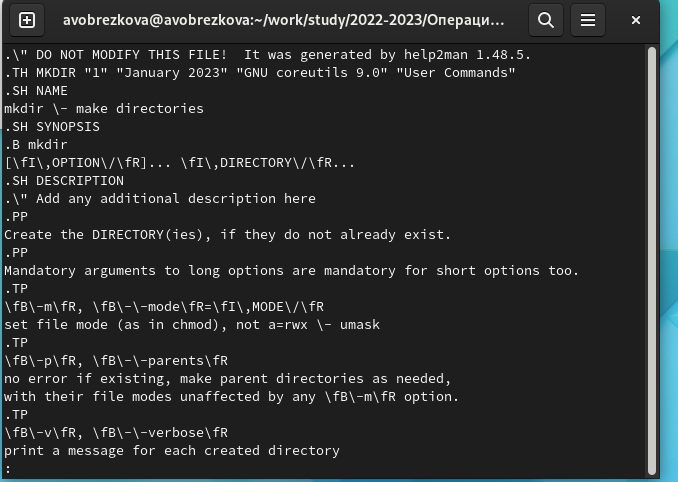 avobrezkova@avobrezkova:~/work/study/2022-2023/Операци...
.\" DO NOT MODIFY THIS FILE!  It was generated by help2man 1.48.5.
.TH MKDIR "1" "January 2023" "GNU coreutils 9.0" "User Commands"
.SH NAME
mkdir \- make directories
.SH SYNOPSIS
.B mkdir
[\fI\,OPTION\/\fR]... \fI\,DIRECTORY\/\fR...
.SH DESCRIPTION
.\" Add any additional description here
.PP
Create the DIRECTORY(ies), if they do not already exist.
.PP
Mandatory arguments to long options are mandatory for short options too.
.TP
\fB\-m\fR, \fB\-\-mode\fR=\fI\,MODE\/\fR
set file mode (as in chmod), not a=rwx \- umask
.TP
\fB\-p\fR, \fB\-\-parents\fR
no error if existing, make parent directories as needed,
with their file modes unaffected by any \fB\-m\fR option.
.TP
\fB\-v\fR, \fB\-\-verbose\fR
print a message for each created directory
: